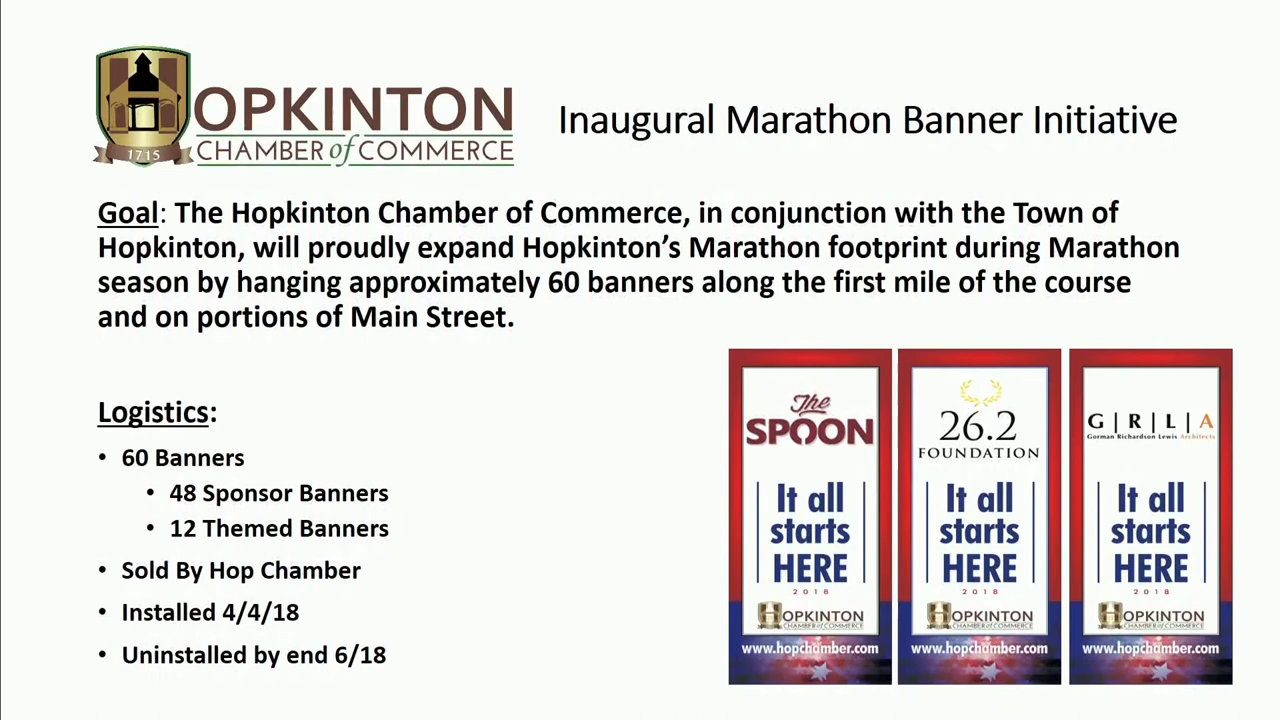 HOPKINTON
CHAMBER of COMMERCE
1715
Inaugural Marathon Banner Initiative
Goal: The Hopkinton Chamber of Commerce, in conjunction with the Town of
Hopkinton, will proudly expand Hopkinton’s Marathon footprint during Marathon
season by hanging approximately 60 banners along the first mile of the course
and on portions of Main Street.
Logistics:
• 60 Banners
• 48 Sponsor Banners
• 12 Themed Banners
• Sold By Hop Chamber
• Installed 4/4/18
• Uninstalled by end 6/18
The
SPOON
It all
starts
HERE
2018
HOPKINTON
CHAMBER of COMMERCE
www.hopchamber.com
26.2
FOUNDATION
It all
starts
HERE
2018
HOPKINTON
CHAMBER of COMMERCE
www.hopchamber.com
G|R|L|A
Gorman Richardson Lewis Architects
It all
starts
HERE
2018
HOPKINTON
CHAMBER of COMMERCE
www.hopchamber.com